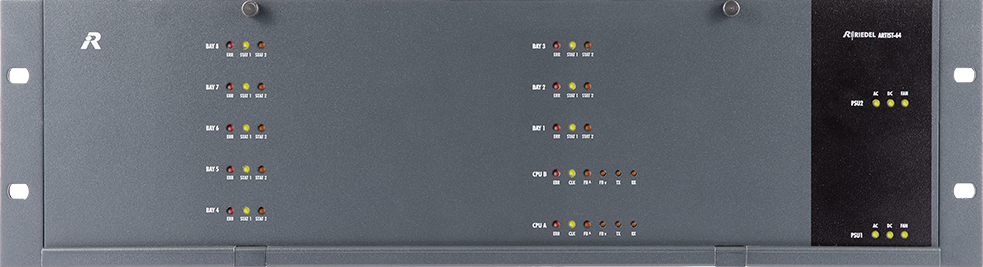 R
BAY 8
ERR STAT 1 STAT 2
BAY 7
ERR STAT 1 STAT 2
BAY 6
ERR STAT 1 STAT 2
BAY 5
ERR STAT 1 STAT 2
BAY 4
ERR STAT 1 STAT 2
BAY 3
ERR STAT 1 STAT 2
BAY 2
ERR STAT 1 STAT 2
BAY 1
ERR STAT 1 STAT 2
CPU B
ERR CLK FB ^ FB v TX RX
CPU A
ERR CLK FB ^ FB v TX RX
RIEDEL ARTIST-64
AC DC FAN
PSU2
AC DC FAN
PSU1